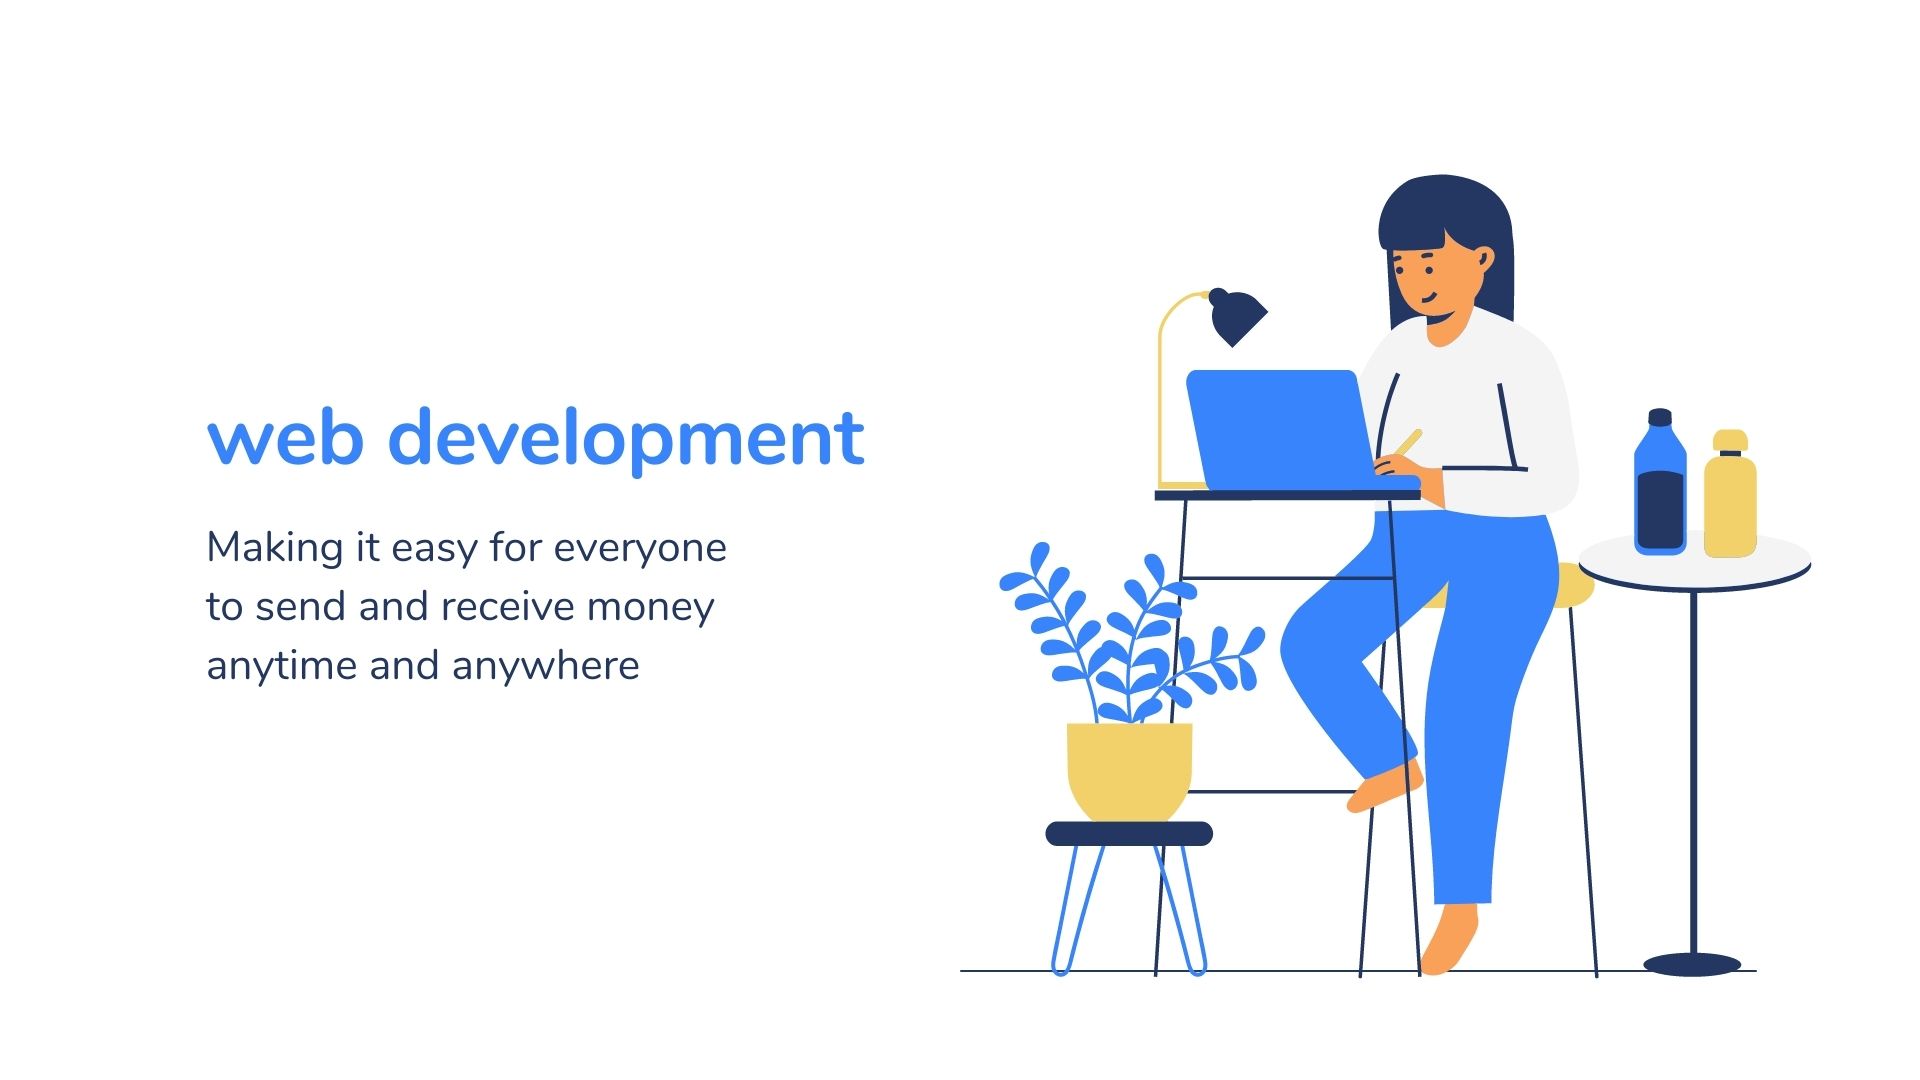 web development
Making it easy for everyone
to send and receive money
anytime and anywhere